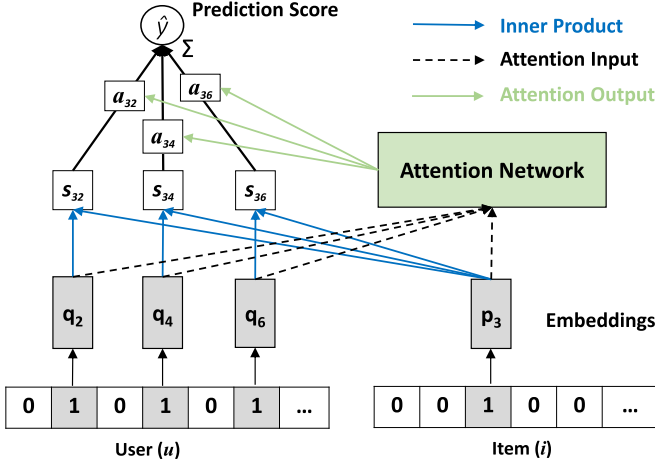 Prediction Score
ŷ
Σ
Inner Product
Attention Input
Attention Output
a32
a36
a34
Attention Network
s32
s34
s36
q2
q4
q6
p3
Embeddings
0 1 0 1 0 1 ...
0 0 1 0 0 ...
User (u)
Item (i)